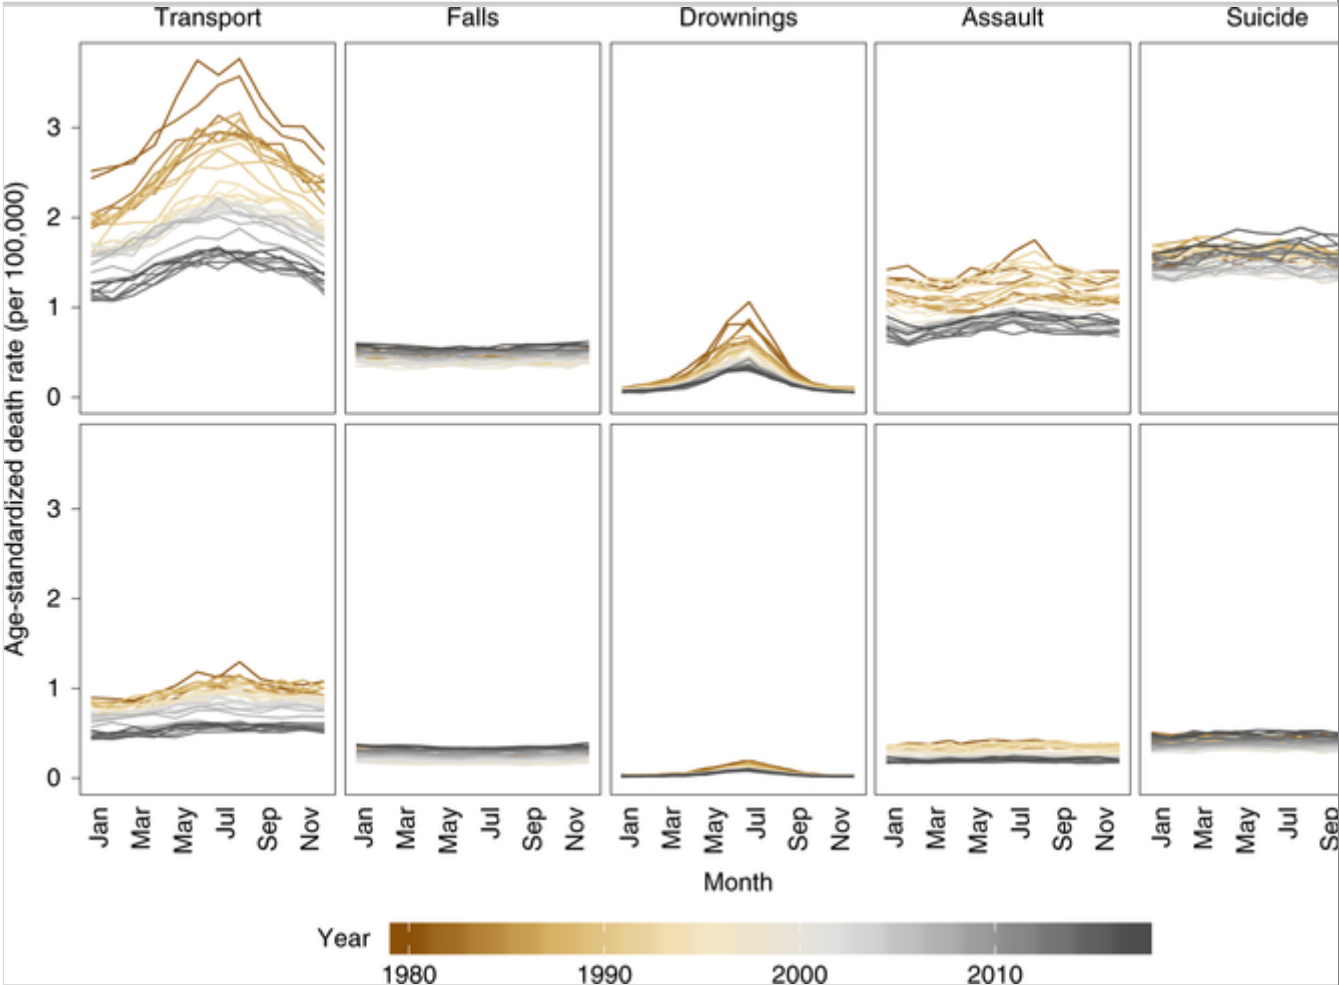 Transport Falls Drownings Assault Suicide
Age-standardized death rate (per 100,000)
3
2
1
0
3
2
1
0
Jan Mar May Jul Sep Nov Jan Mar May Jul Sep Nov Jan Mar May Jul Sep Nov Jan Mar May Jul Sep Nov Jan Mar May Jul Sep
Month
Year
1980 1990 2000 2010